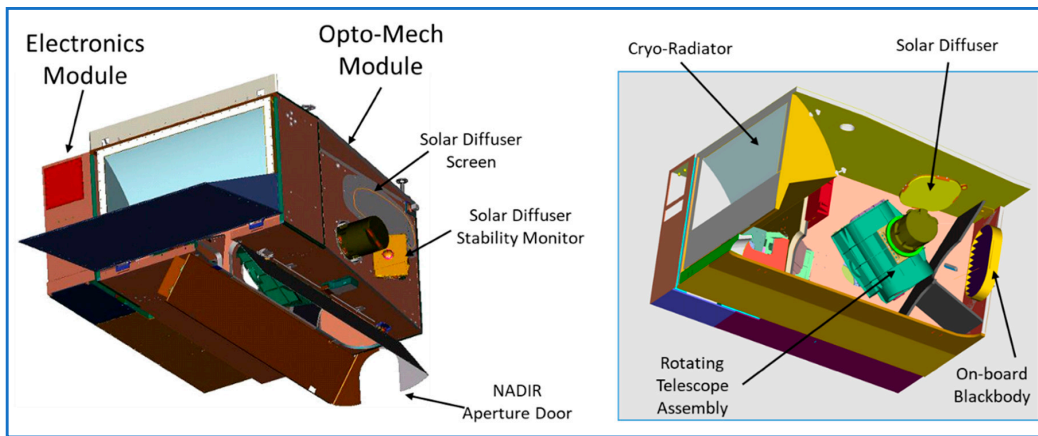 Electronics
Module
Opto-Mech
Module
Solar Diffuser
Screen
Solar Diffuser
Stability Monitor
NADIR
Aperture Door
Cryo-Radiator
Solar Diffuser
Rotating
Telescope
Assembly
On-board
Blackbody